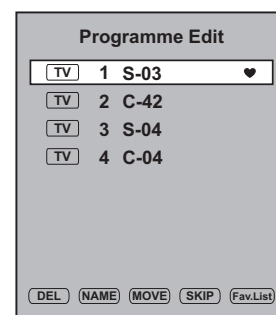 Programme Edit
TV 1 S-03
TV 2 C-42
TV 3 S-04
TV 4 C-04
DEL NAME MOVE SKIP Fav.List